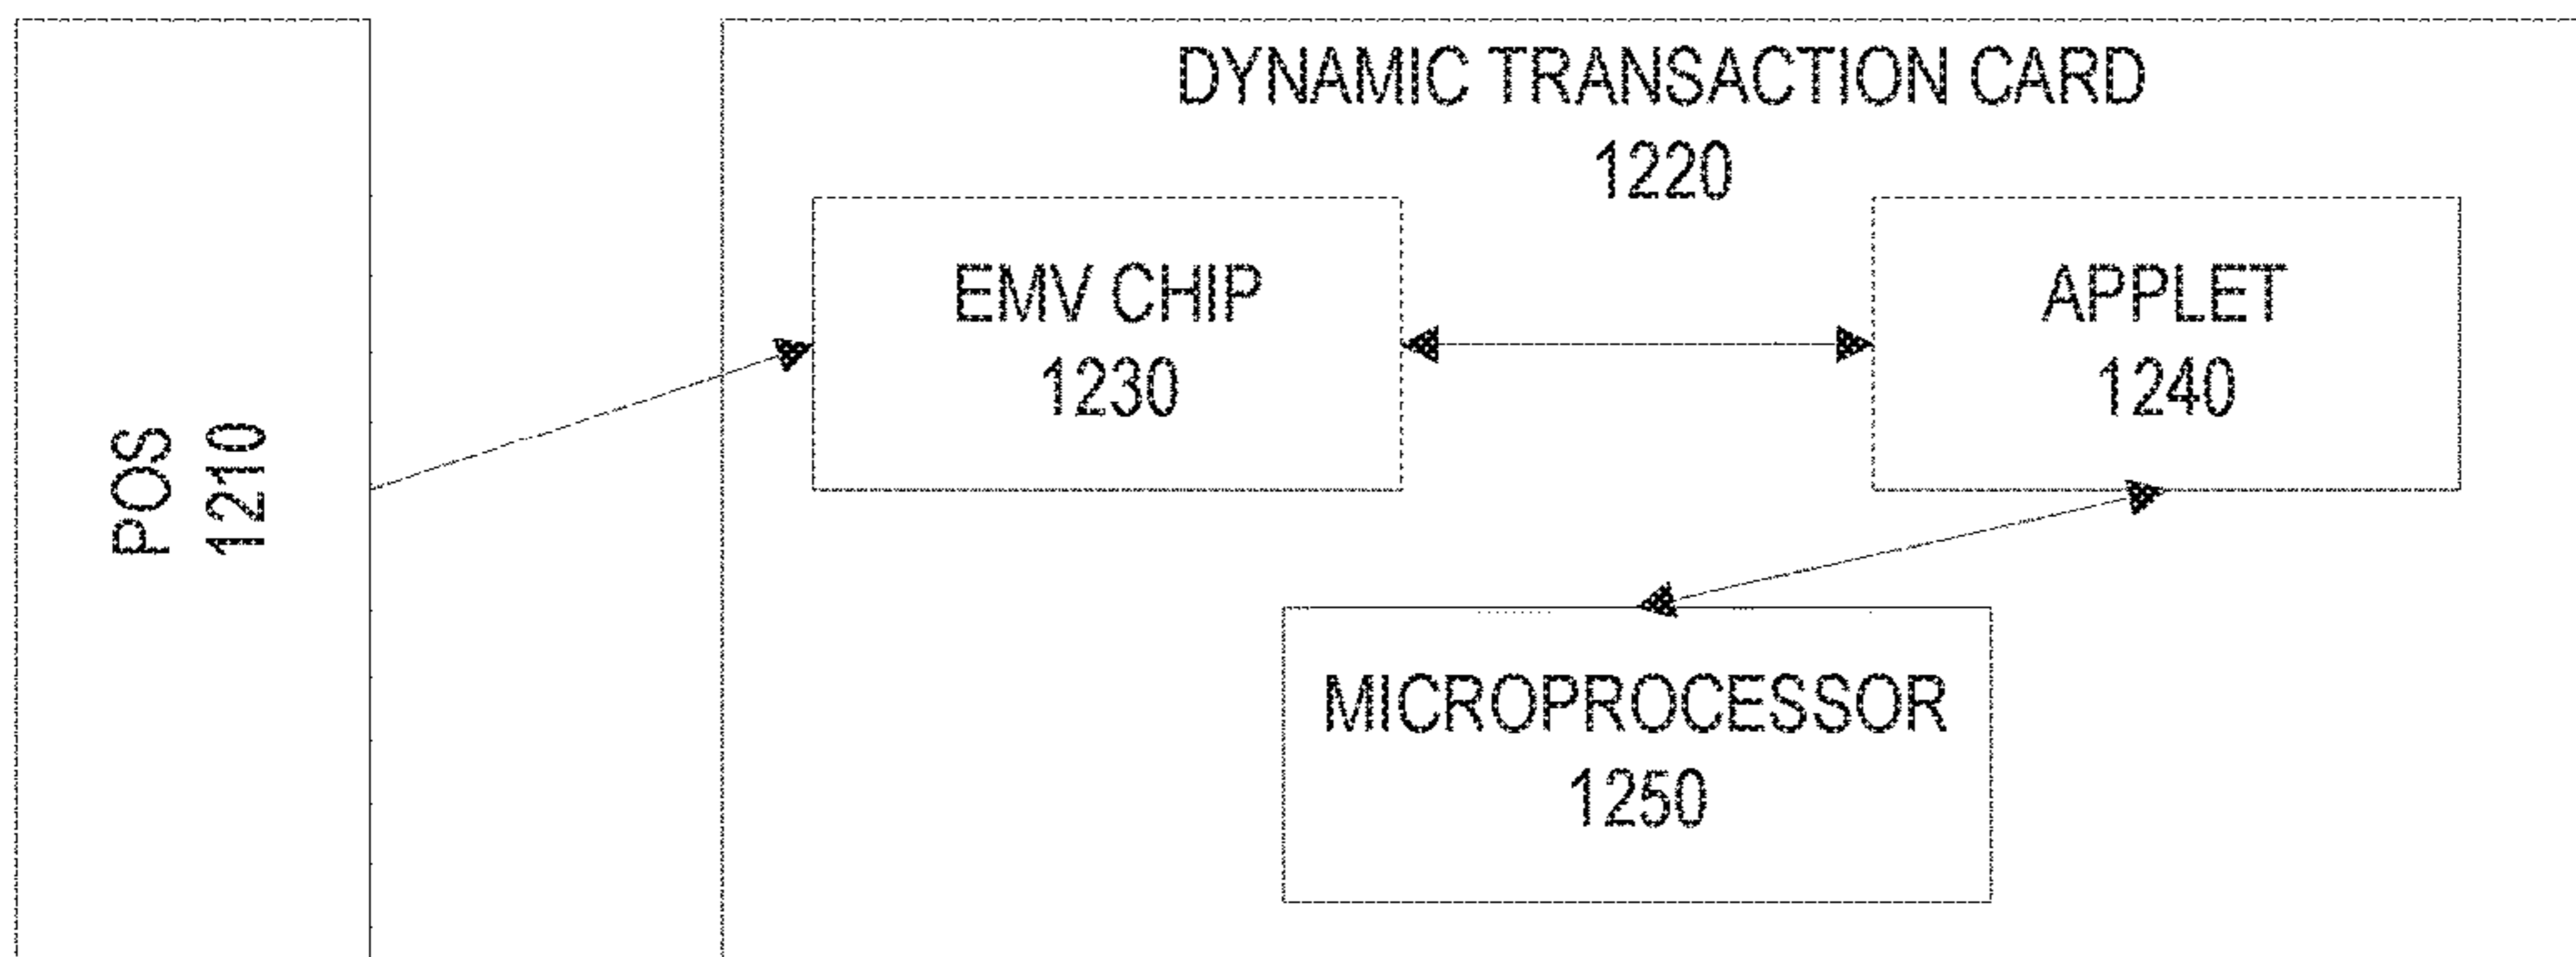 POS
1210
DYNAMIC TRANSACTION CARD
1220
EMV CHIP
1230
APPLET
1240
MICROPROCESSOR
1250